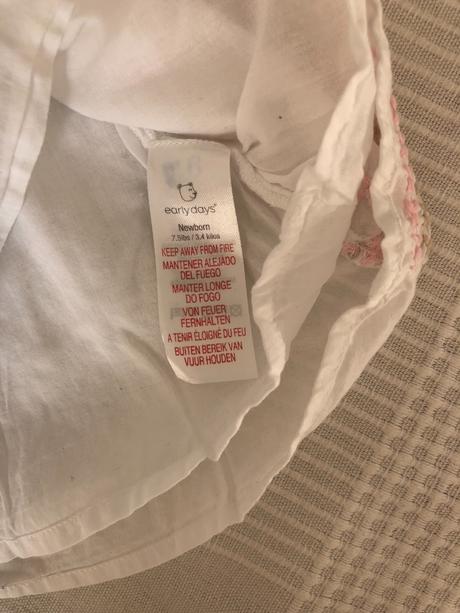 early days®
Newborn
7.5lbs / 3.4 kilos
KEEP AWAY FROM FIRE
MANTENER ALEJADO
DEL FUEGO
MANTER LONGE
DO FOGO
VON FEUER
FERNHALTEN
A TENIR ÉLOIGNÉ DU FEU
BUITEN BEREIK VAN
VUUR HOUDEN